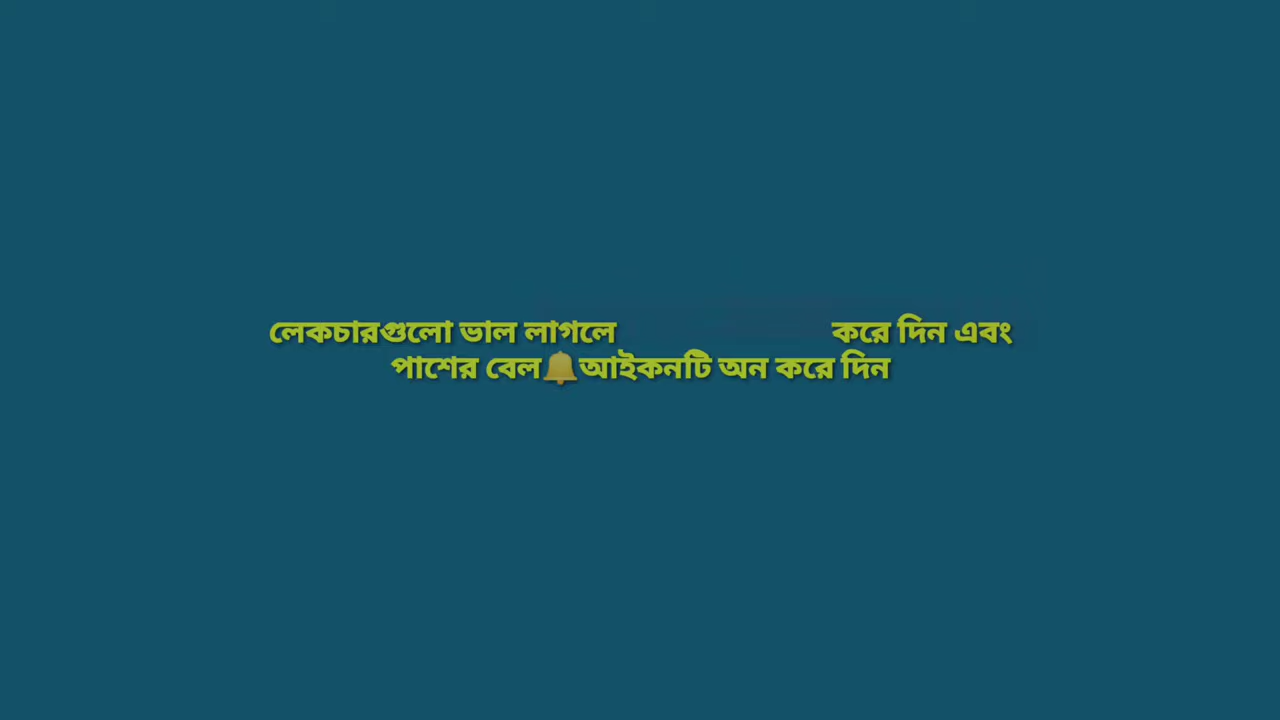 লেকচারগুলো ভাল লাগলে করে দিন এবং
পাশের বেল🔔আইকনটি অন করে দিন